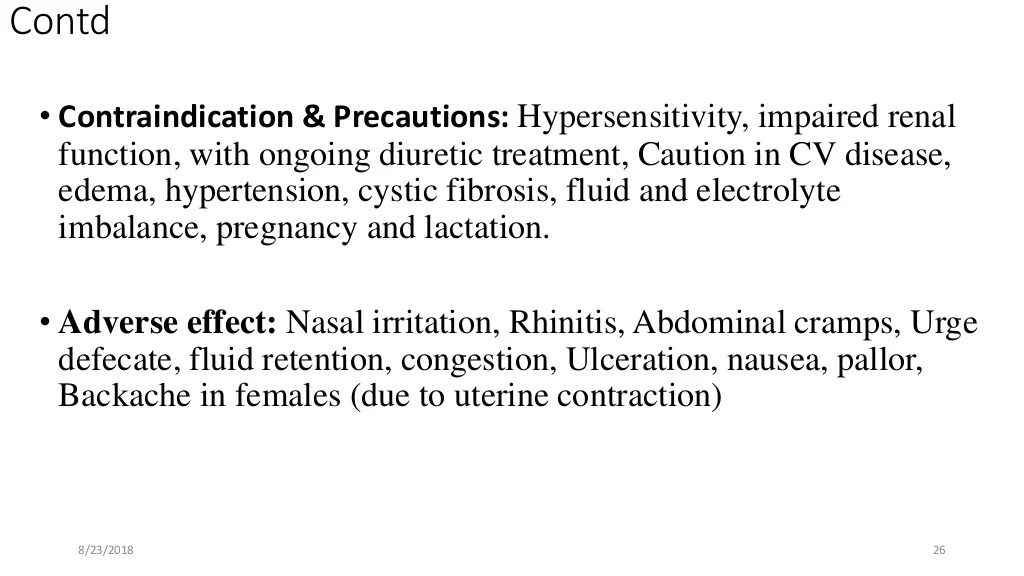 Contd
• Contraindication & Precautions: Hypersensitivity, impaired renal
function, with ongoing diuretic treatment, Caution in CV disease,
edema, hypertension, cystic fibrosis, fluid and electrolyte
imbalance, pregnancy and lactation.
• Adverse effect: Nasal irritation, Rhinitis, Abdominal cramps, Urge
defecate, fluid retention, congestion, Ulceration, nausea, pallor,
Backache in females (due to uterine contraction)
8/23/2018 26